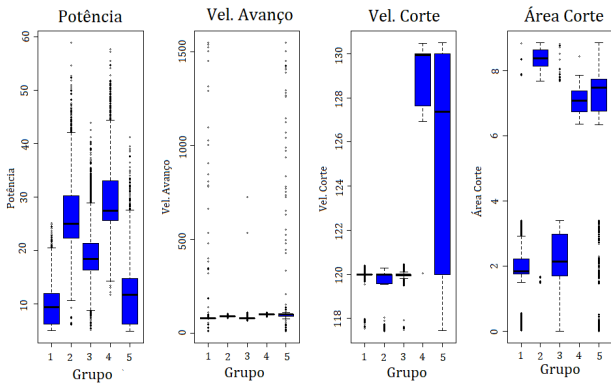 Potência
Vel. Avanço
Vel. Corte
Área Corte
Potência
60
50
40
30
20
10
1 2 3 4 5
Grupo
Vel. Avanço
1500
1000
500
0
1 2 3 4 5
Grupo
Vel. Corte
130
128
126
124
122
120
118
1 2 3 4 5
Grupo
Área Corte
8
6
4
2
0
1 2 3 4 5
Grupo